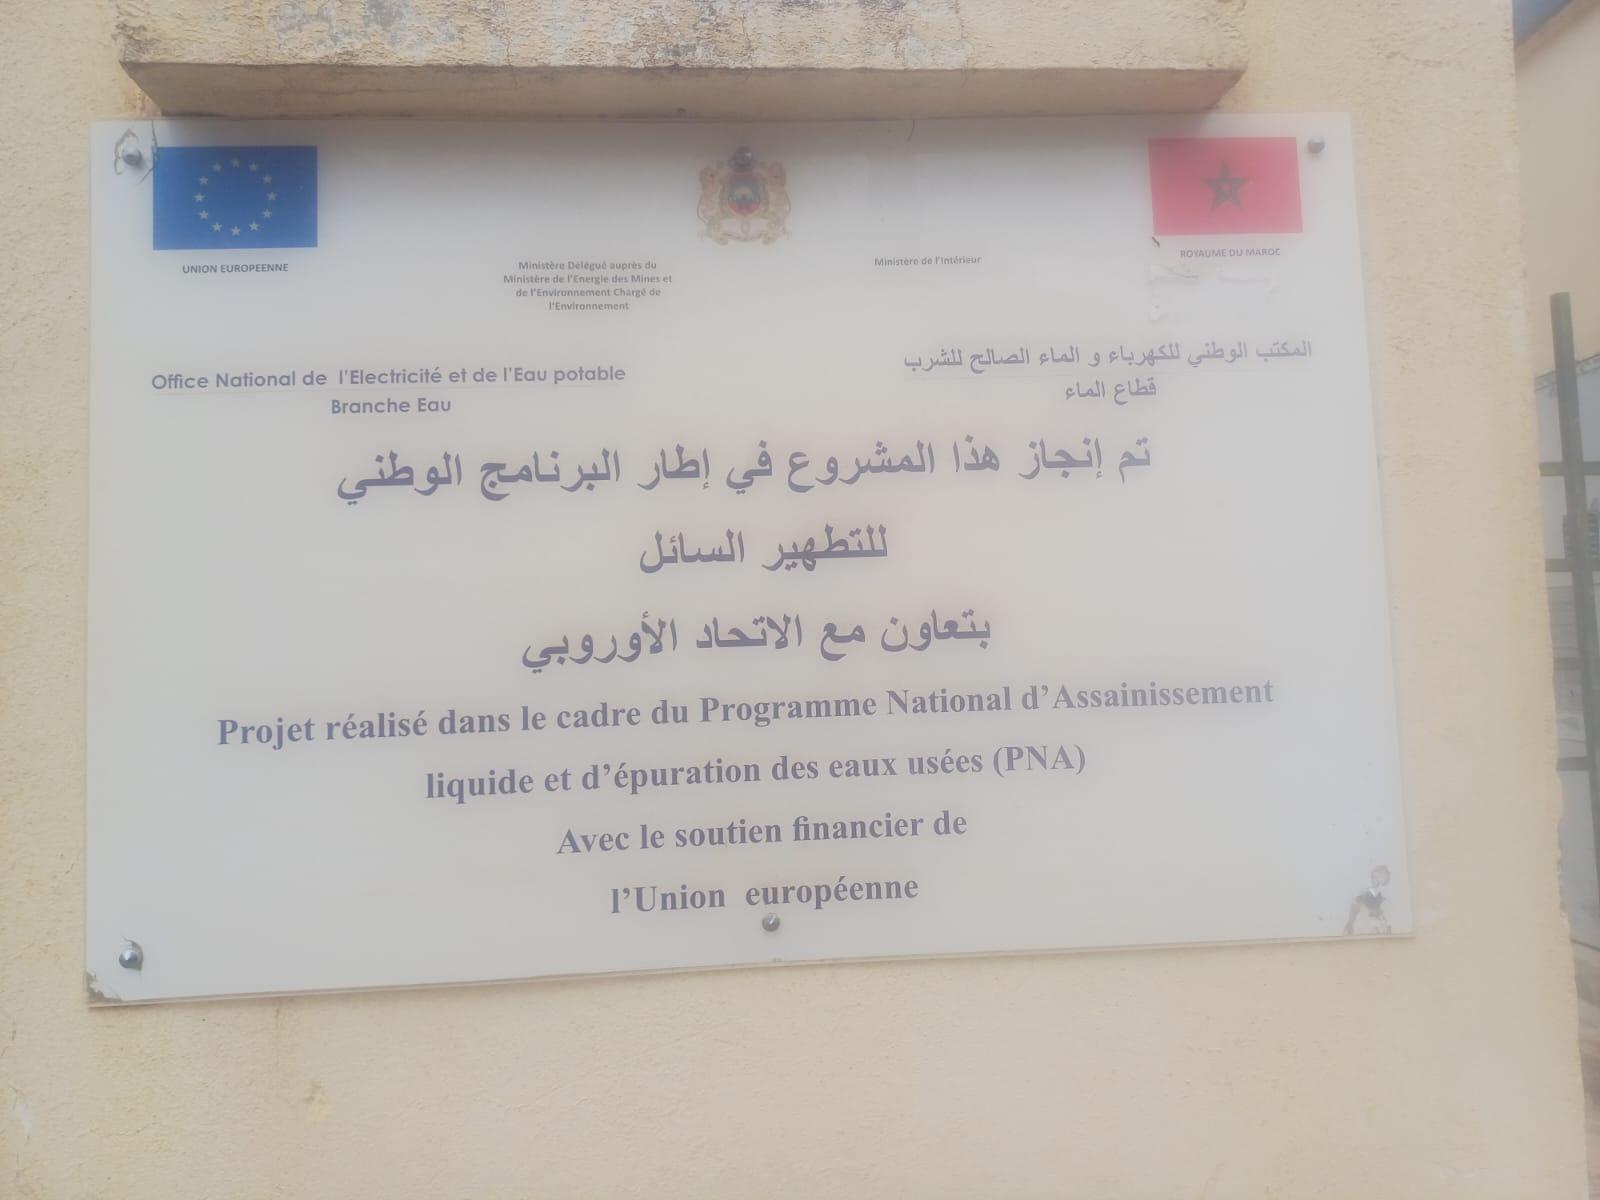 UNION EUROPEENNE
Ministère Délégué auprès du
Ministère de l'Energie des Mines et
de l'Environnement Chargé de
l'Environnement
Ministère de l'Intérieur
ROYAUME DU MAROC
Office National de l'Electricité et de l'Eau potable
Branche Eau
المكتب الوطني للكهرباء و الماء الصالح للشرب
قطاع الماء
تم إنجاز هذا المشروع في إطار البرنامج الوطني
للتطهير السائل
بتعاون مع الاتحاد الأوروبي
Projet réalisé dans le cadre du Programme National d'Assainissement
liquide et d'épuration des eaux usées (PNA)
Avec le soutien financier de
l'Union européenne